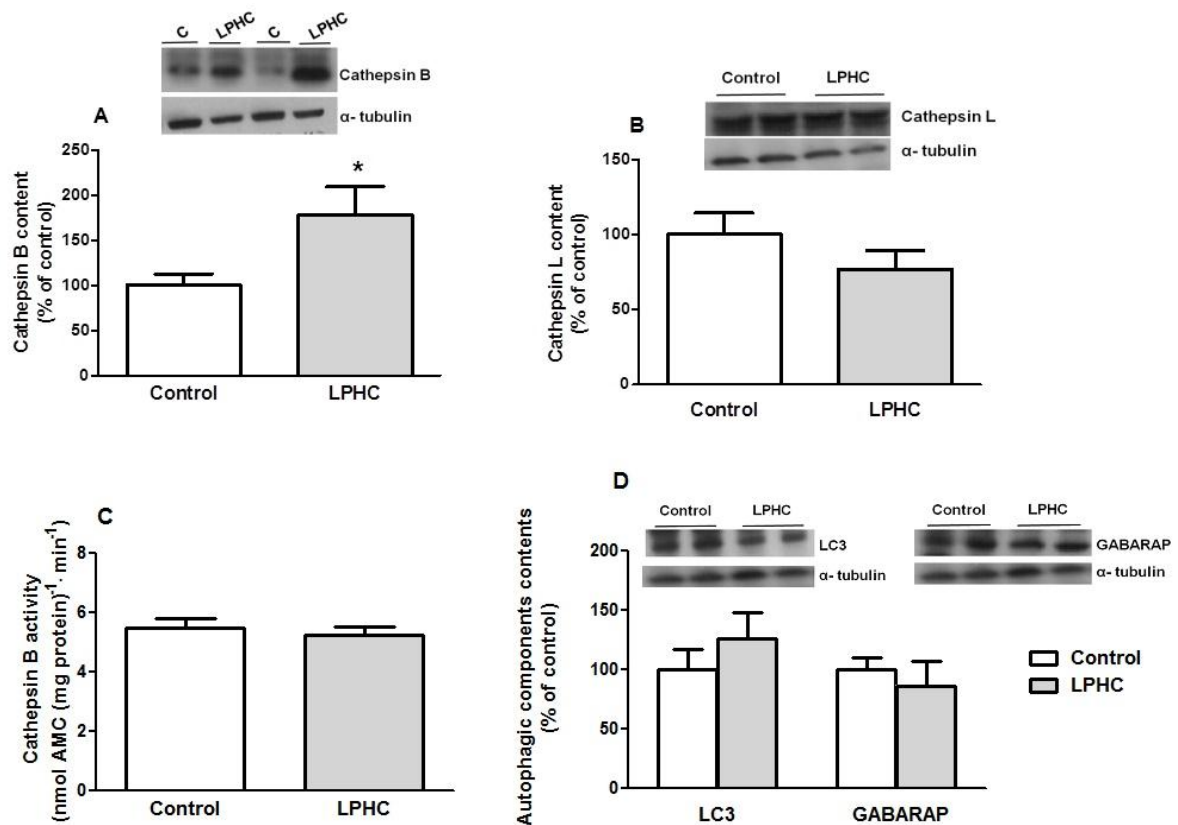 C LPHC C LPHC
Cathepsin B
α- tubulin
A
Cathepsin B content
(% of control)
250
200
150
100
50
0
*
Control LPHC
Control LPHC
Cathepsin L
α- tubulin
B
Cathepsin L content
(% of control)
150
100
50
0
Control LPHC
C
Cathepsin B activity
(nmol AMC (mg protein)⁻¹· min⁻¹)
8
6
4
2
0
Control LPHC
D
Control LPHC
LC3
α- tubulin
Control LPHC
GABARAP
α- tubulin
Autophagic components contents
(% of control)
200
150
100
50
0
LC3 GABARAP
Control
LPHC